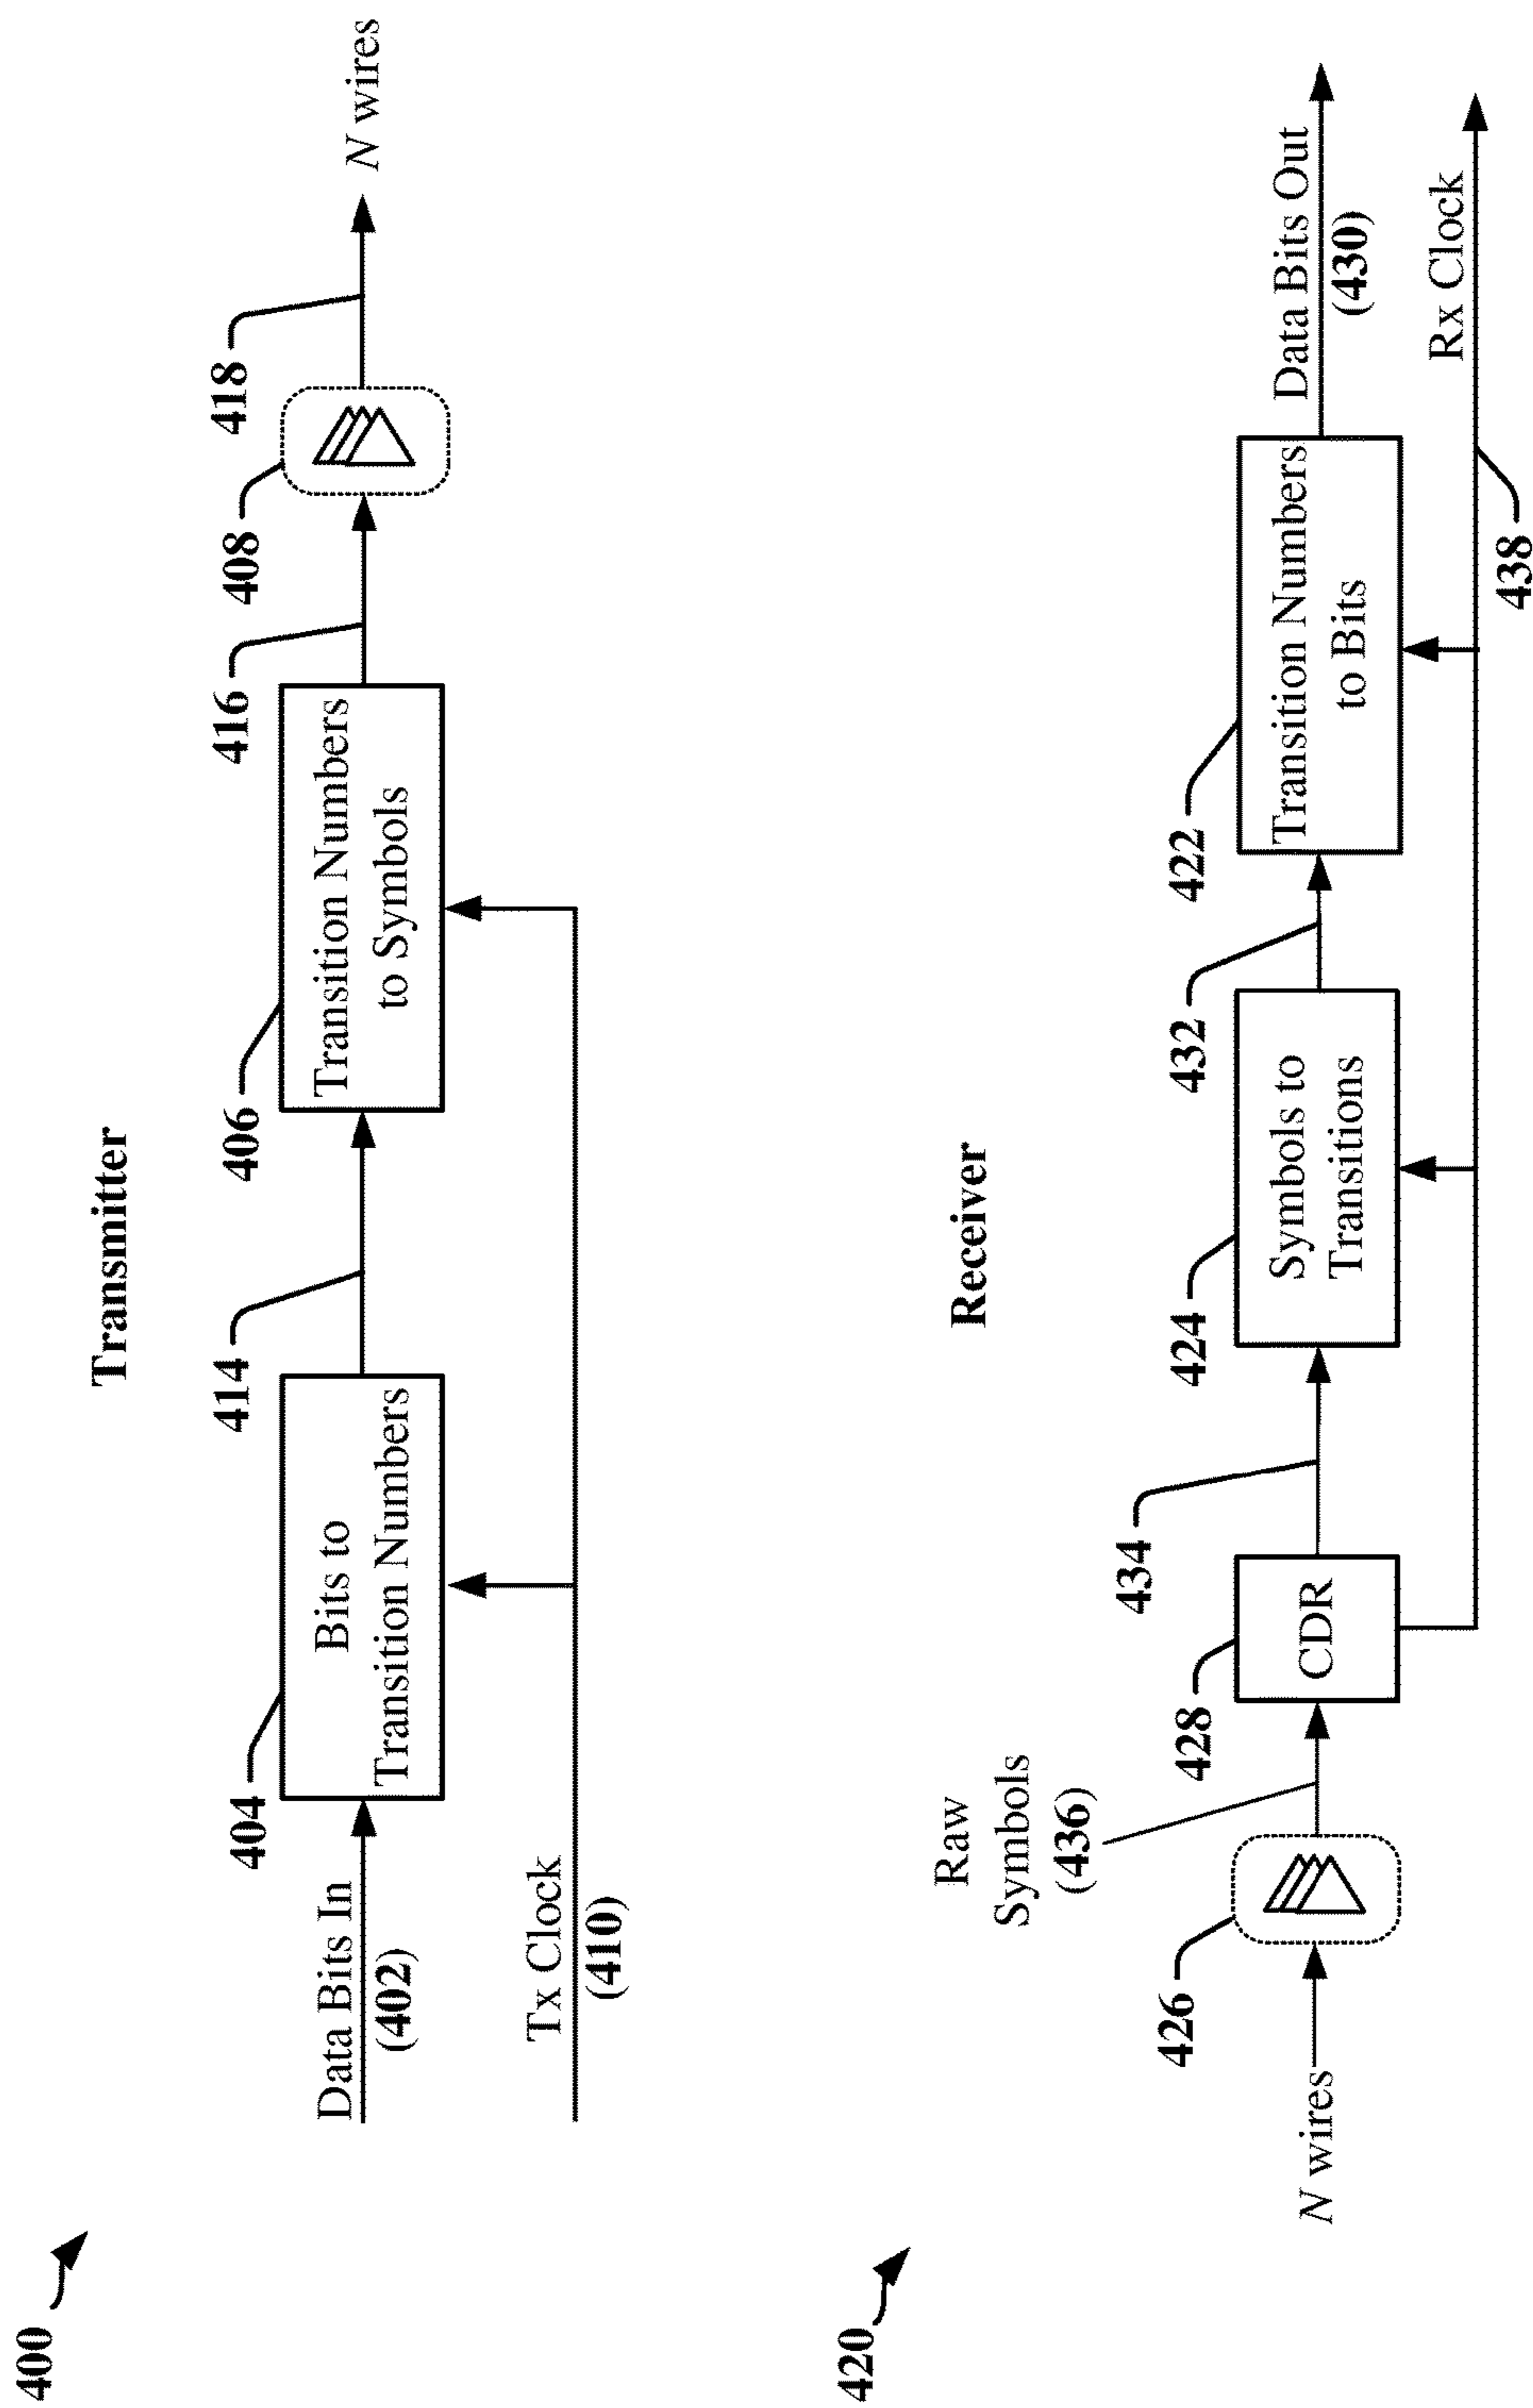 400
Transmitter
404
414
406
416
408
418
Data Bits In
(402)
Bits to
Transition Numbers
Transition Numbers
to Symbols
N wires
Tx Clock
(410)
420
Receiver
Raw
Symbols
(436)
426
428
434
424
432
422
N wires
CDR
Symbols to
Transitions
Transition Numbers
to Bits
Data Bits Out
(430)
Rx Clock
438